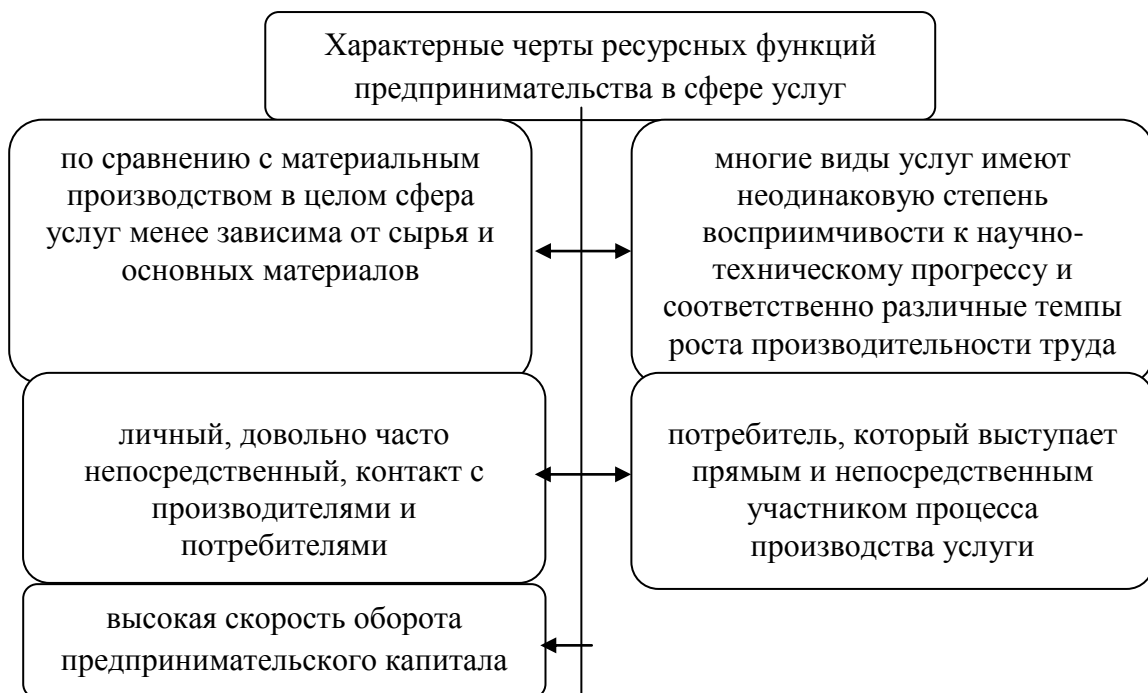 Характерные черты ресурсных функций
предпринимательства в сфере услуг
по сравнению с материальным
производством в целом сфера
услуг менее зависима от сырья и
основных материалов
многие виды услуг имеют
неодинаковую степень
восприимчивости к научно-
техническому прогрессу и
соответственно различные темпы
роста производительности труда
личный, довольно часто
непосредственный, контакт с
производителями и
потребителями
потребитель, который выступает
прямым и непосредственным
участником процесса
производства услуги
высокая скорость оборота
предпринимательского капитала